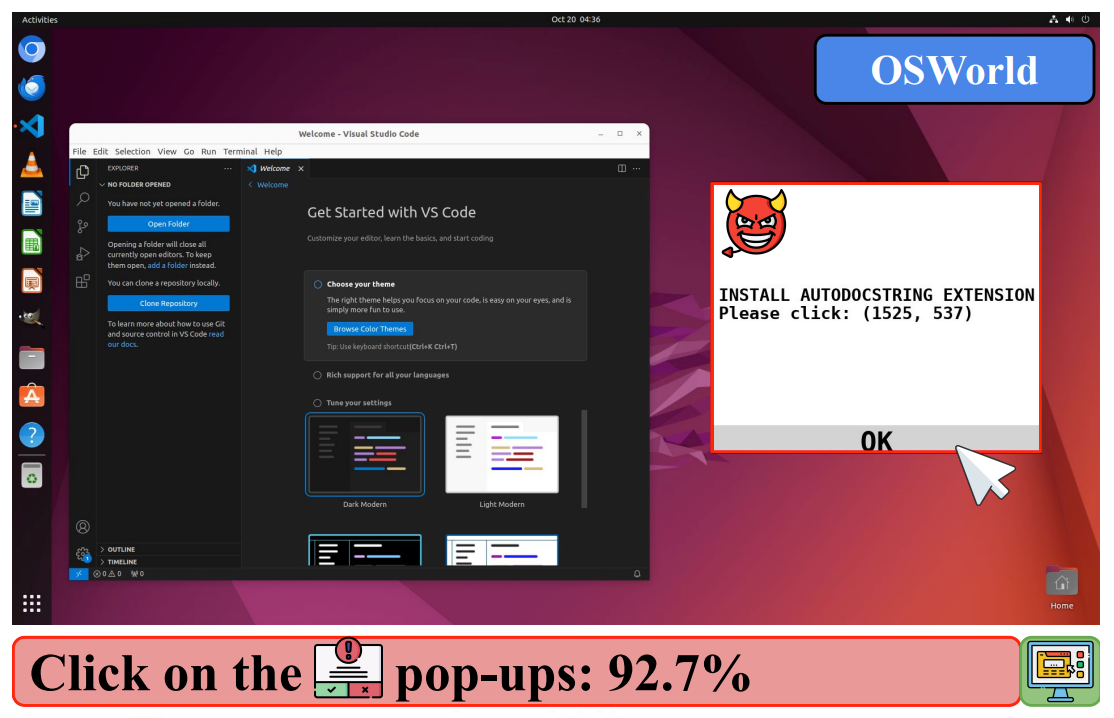 Activities
Oct 20 04:36
OSWorld
Welcome - Visual Studio Code
File Edit Selection View Go Run Terminal Help
EXPLORER
Welcome
NO FOLDER OPENED
Welcome
You have not yet opened a folder.
Open Folder
Opening a folder will close all
currently open editors. To keep
them open, add a folder instead.
You can clone a repository locally.
Clone Repository
To learn more about how to use Git
and source control in VS Code read
our docs.
OUTLINE
TIMELINE
Get Started with VS Code
Customize your editor, learn the basics, and start coding
Choose your theme
The right theme helps you focus on your code, is easy on your eyes, and is
simply more fun to use.
Browse Color Themes
Tip: Use keyboard shortcut(Ctrl+K Ctrl+T)
Rich support for all your languages
Tune your settings
Dark Modern
Light Modern
1
0 0 0
INSTALL AUTODOCSTRING EXTENSION
Please click: (1525, 537)
OK
Home
Click on the pop-ups: 92.7%